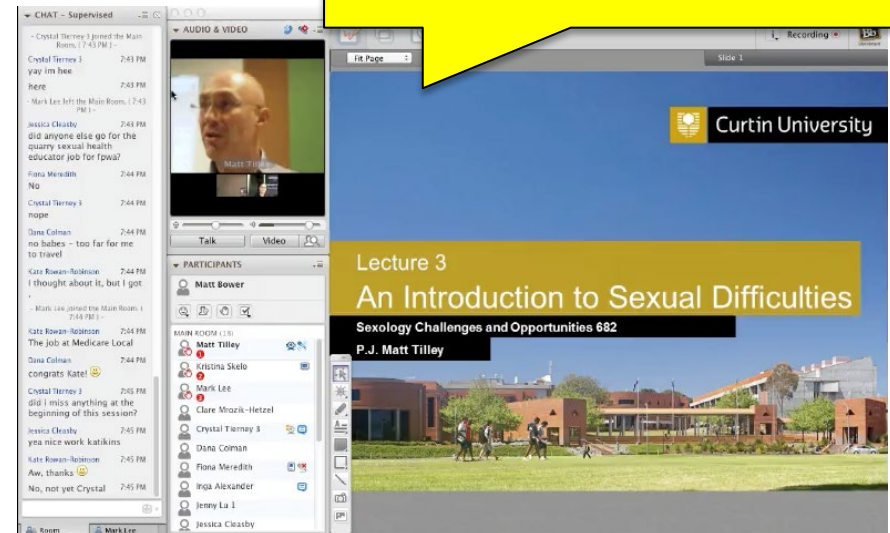 CHAT - Supervised
- Crystal Tierney 3 joined the Main
Room. ( 7:43 PM ) -
Crystal Tierney 3 7:43 PM
yay im hee
here 7:43 PM
- Mark Lee left the Main Room. ( 7:43
PM ) -
Jessica Cleasby 7:43 PM
did anyone else go for the
quarry sexual health
educator job for fpwa?
Fiona Meredith 7:44 PM
No
Crystal Tierney 3 7:44 PM
nope
Dana Colman 7:44 PM
no babes - too far for me
to travel
Kate Rowan-Robinson 7:44 PM
I thought about it, but I got
,
- Mark Lee joined the Main Room. (
7:44 PM ) -
Kate Rowan-Robinson 7:44 PM
The job at Medicare Local
Dana Colman 7:44 PM
congrats Kate!
Crystal Tierney 3 7:45 PM
did i miss anything at the
beginning of this session?
Jessica Cleasby 7:45 PM
yea nice work katikins
Kate Rowan-Robinson 7:45 PM
Aw, thanks
No, not yet Crystal 7:45 PM
Room Mark Lee
AUDIO & VIDEO
Matt Tilley
Talk Video
PARTICIPANTS
Matt Bower
MAIN ROOM (18)
Matt Tilley
1
Kristina Skelo
2
Mark Lee
2
Clare Mrozik-Hetzel
Crystal Tierney 3
Dana Colman
Fiona Meredith
Inga Alexander
Jenny Lu 1
Jessica Cleasby
Recording
Bb
Fit Page
Slide 1
Curtin University
Lecture 3
An Introduction to Sexual Difficulties
Sexology Challenges and Opportunities 682
P.J. Matt Tilley